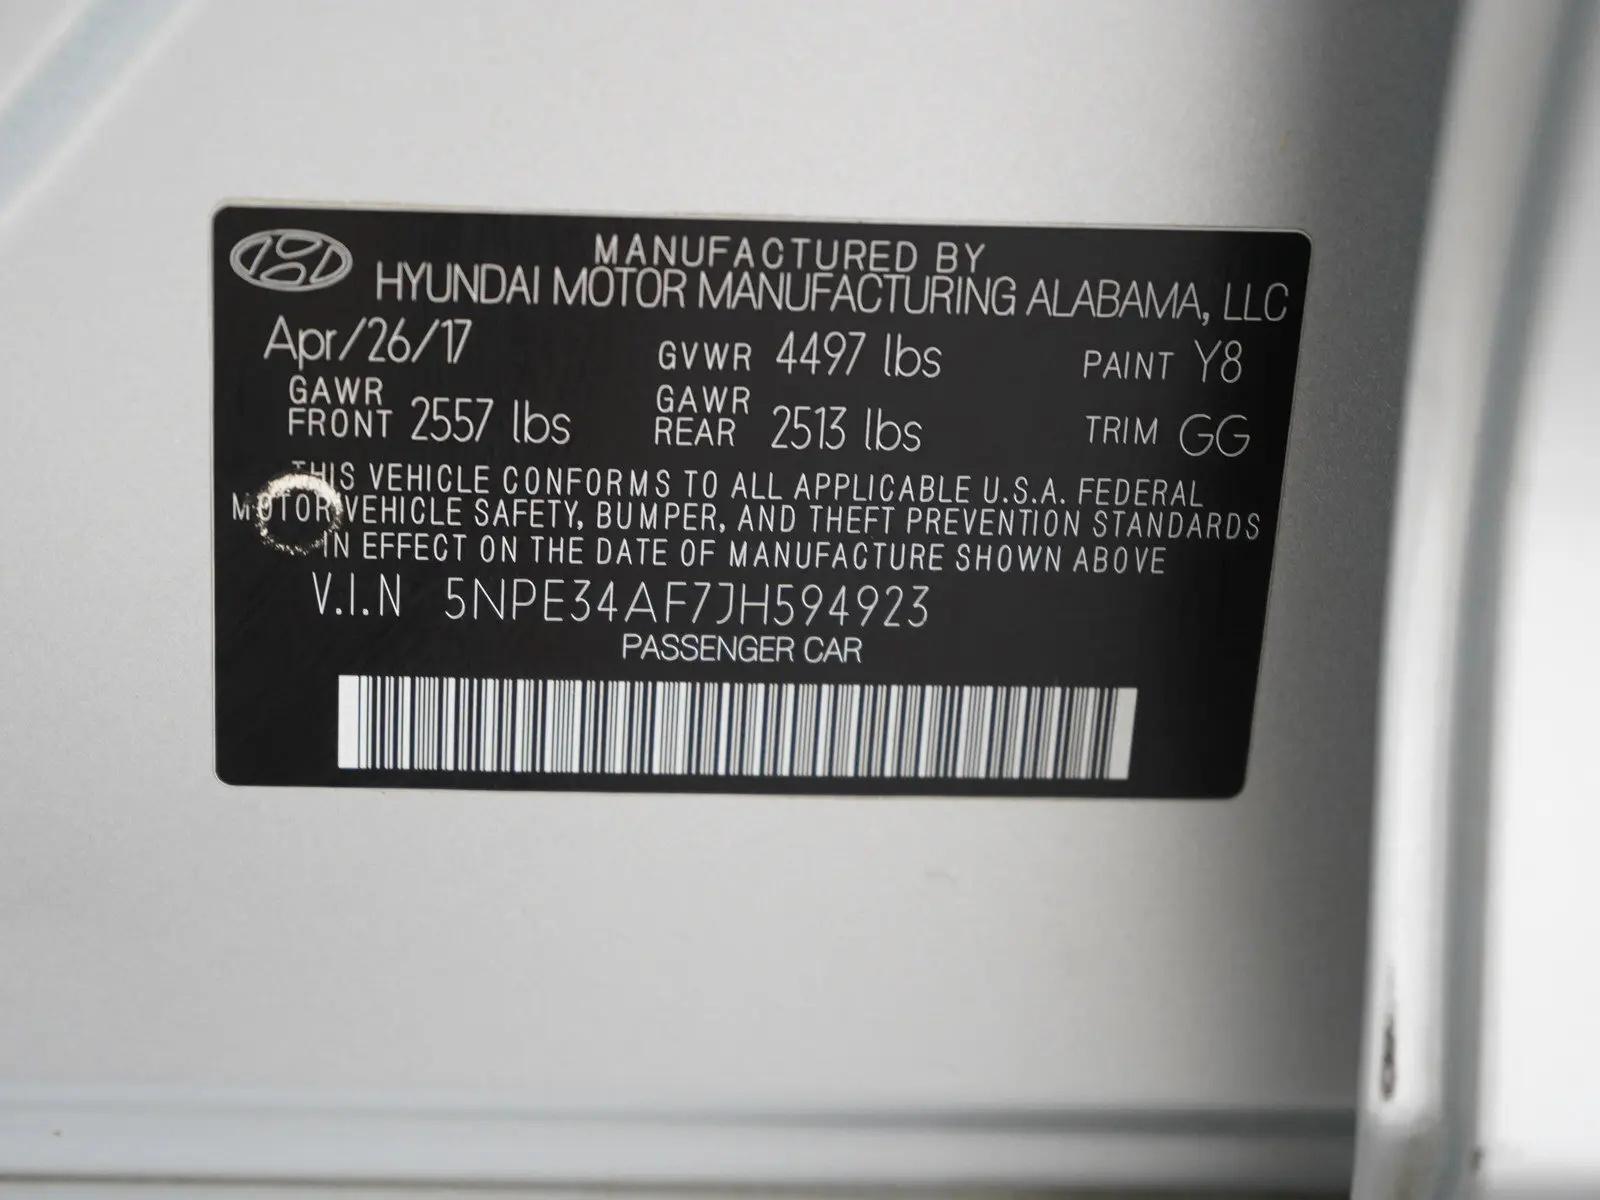 MANUFACTURED BY
HYUNDAI MOTOR MANUFACTURING ALABAMA, LLC
Apr/26/17 GVWR 4497 lbs PAINT Y8
GAWR FRONT 2557 lbs GAWR REAR 2513 lbs TRIM GG
THIS VEHICLE CONFORMS TO ALL APPLICABLE U.S.A. FEDERAL
MOTOR VEHICLE SAFETY, BUMPER, AND THEFT PREVENTION STANDARDS
IN EFFECT ON THE DATE OF MANUFACTURE SHOWN ABOVE
V.I.N 5NPE34AF7JH594923
PASSENGER CAR